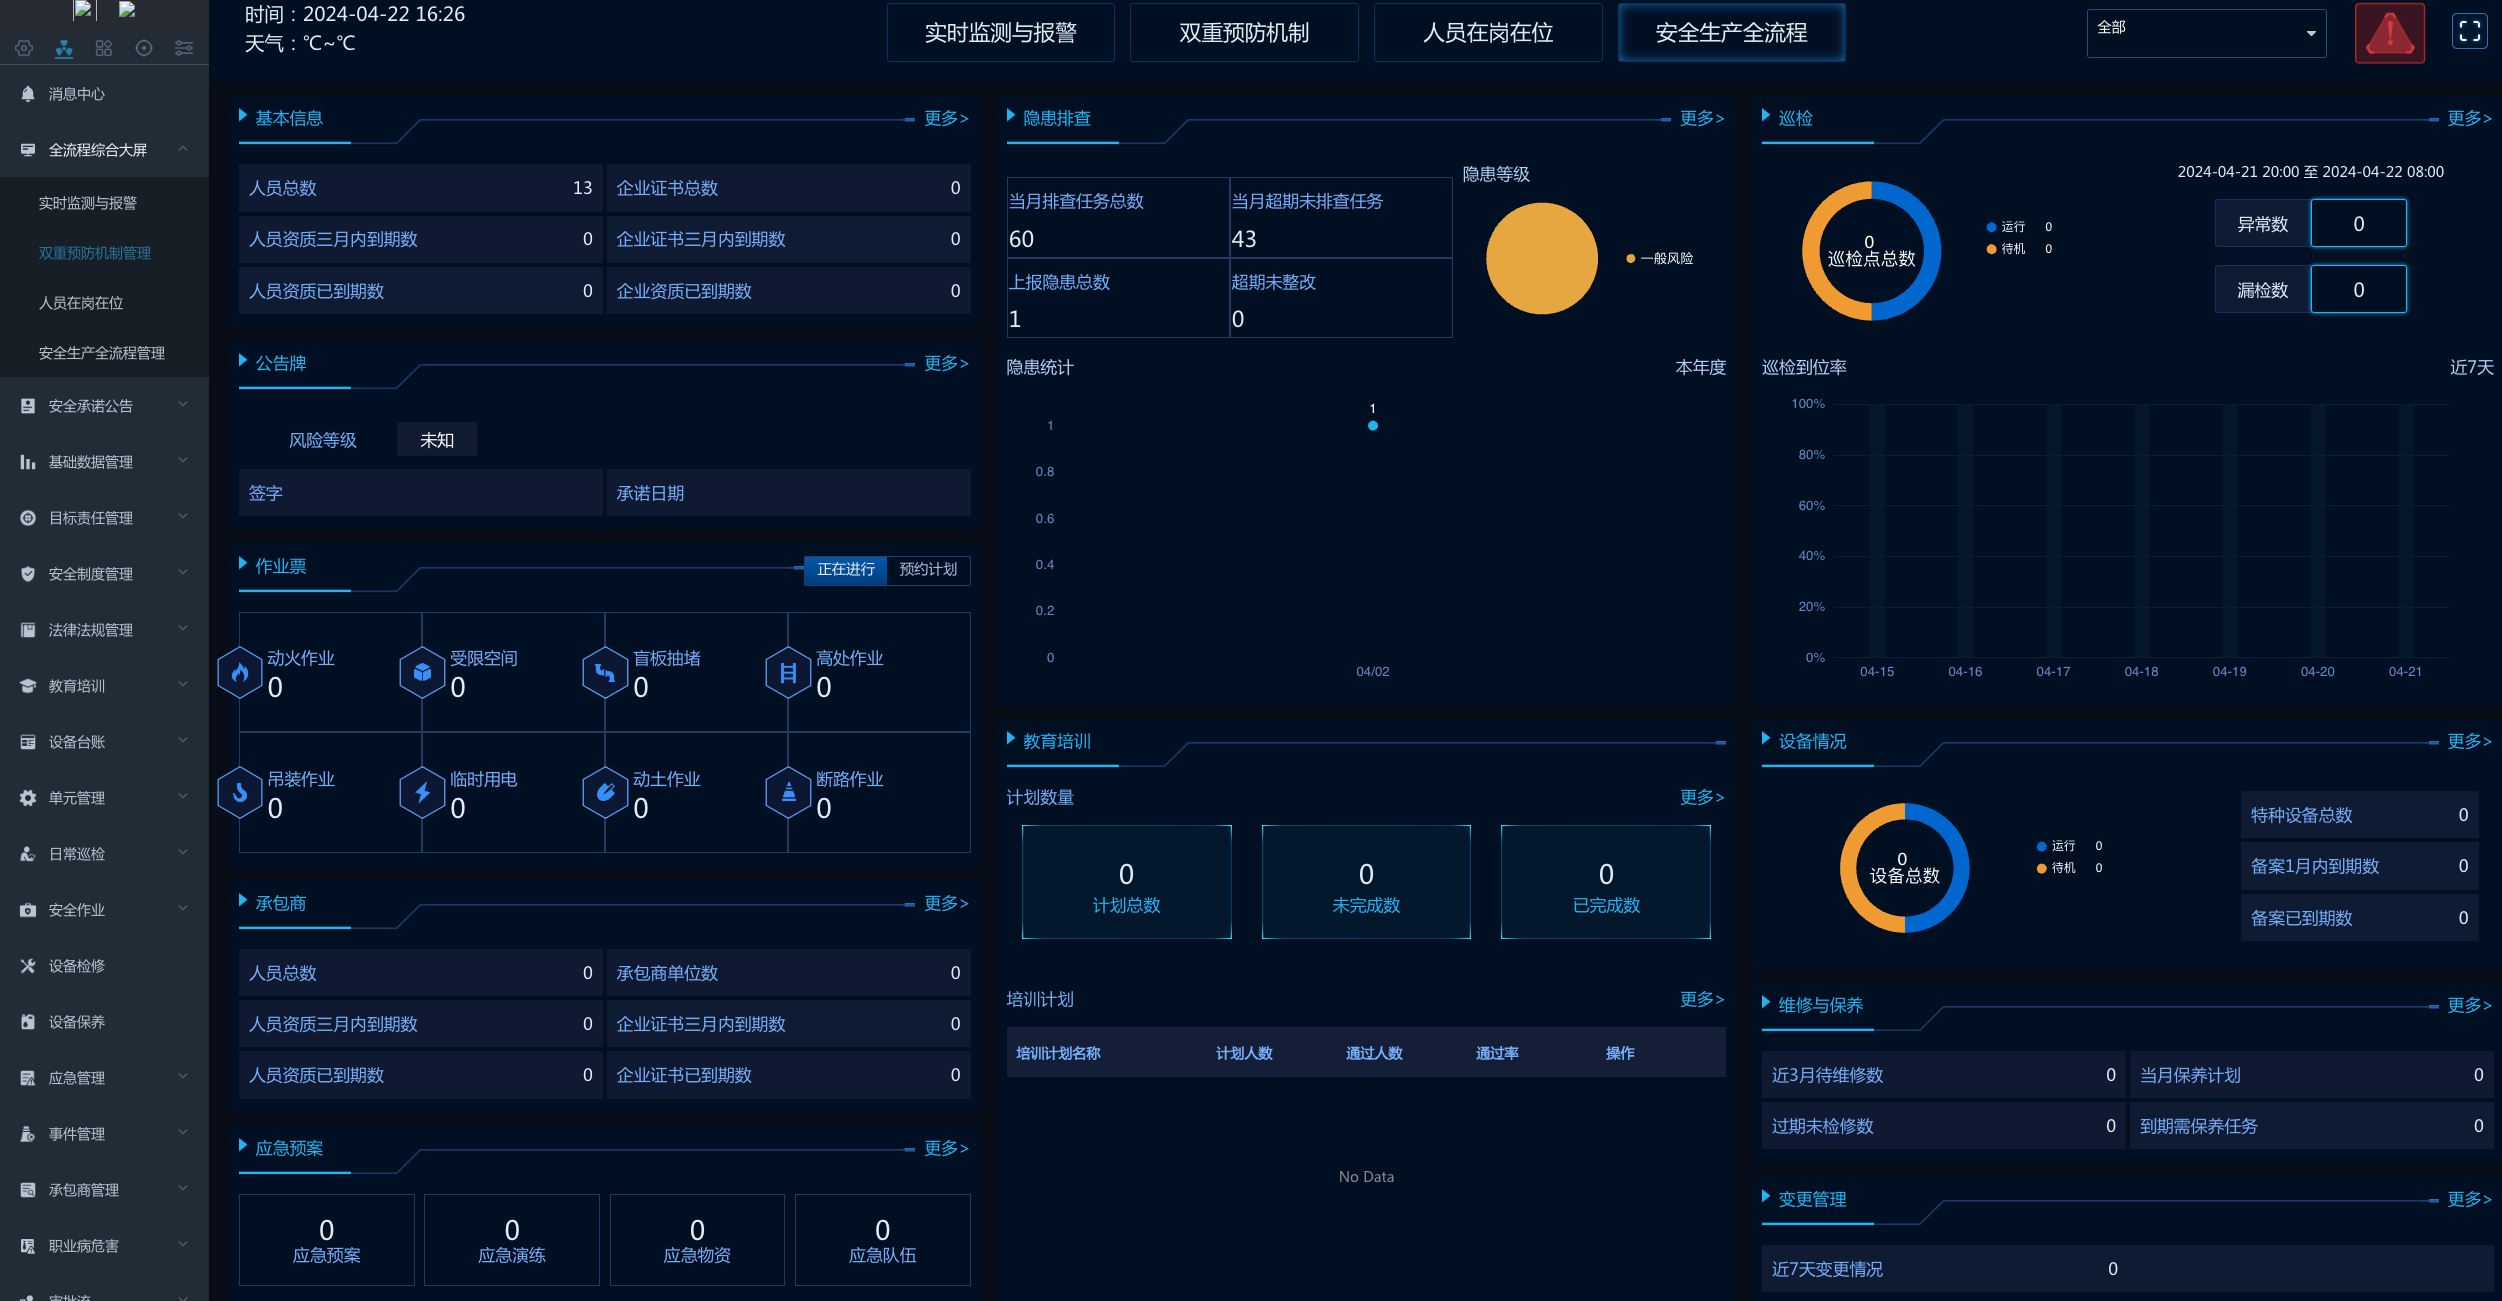 时间：2024-04-22 16:26
天气：℃~℃
实时监测与报警
双重预防机制
人员在岗在位
安全生产全流程
全部
消息中心
全流程综合大屏
实时监测与报警
双重预防机制管理
人员在岗在位
安全生产全流程管理
安全承诺公告
基础数据管理
目标责任管理
安全制度管理
法律法规管理
教育培训
设备台账
单元管理
日常巡检
安全作业
设备检修
设备保养
应急管理
事件管理
承包商管理
职业病危害
审批流
基本信息 更多>
人员总数 13 企业证书总数 0
人员资质三月内到期数 0 企业证书三月内到期数 0
人员资质已到期数 0 企业资质已到期数 0
公告牌 更多>
风险等级 未知
签字 承诺日期
作业票 正在进行 预约计划
动火作业 受限空间 盲板抽堵 高处作业
0 0 0 0
吊装作业 临时用电 动土作业 断路作业
0 0 0 0
承包商 更多>
人员总数 0 承包商单位数 0
人员资质三月内到期数 0 企业证书三月内到期数 0
人员资质已到期数 0 企业证书已到期数 0
应急预案 更多>
0 0 0 0
应急预案 应急演练 应急物资 应急队伍
隐患排查 更多>
当月排查任务总数 当月超期未排查任务
60 43
上报隐患总数 超期未整改
1 0
隐患等级
一般风险
隐患统计 本年度
1
1
0.8
0.6
0.4
0.2
0
04/02
教育培训
计划数量 更多>
0 0 0
计划总数 未完成数 已完成数
培训计划 更多>
培训计划名称 计划人数 通过人数 通过率 操作
No Data
巡检 更多>
2024-04-21 20:00 至 2024-04-22 08:00
0
巡检点总数
运行 0
待机 0
异常数 0
漏检数 0
巡检到位率 近7天
100%
80%
60%
40%
20%
0%
04-15 04-16 04-17 04-18 04-19 04-20 04-21
设备情况 更多>
0
设备总数
运行 0
待机 0
特种设备总数 0
备案1月内到期数 0
备案已到期数 0
维修与保养 更多>
近3月待维修数 0 当月保养计划 0
过期未检修数 0 到期需保养任务 0
变更管理 更多>
近7天变更情况 0